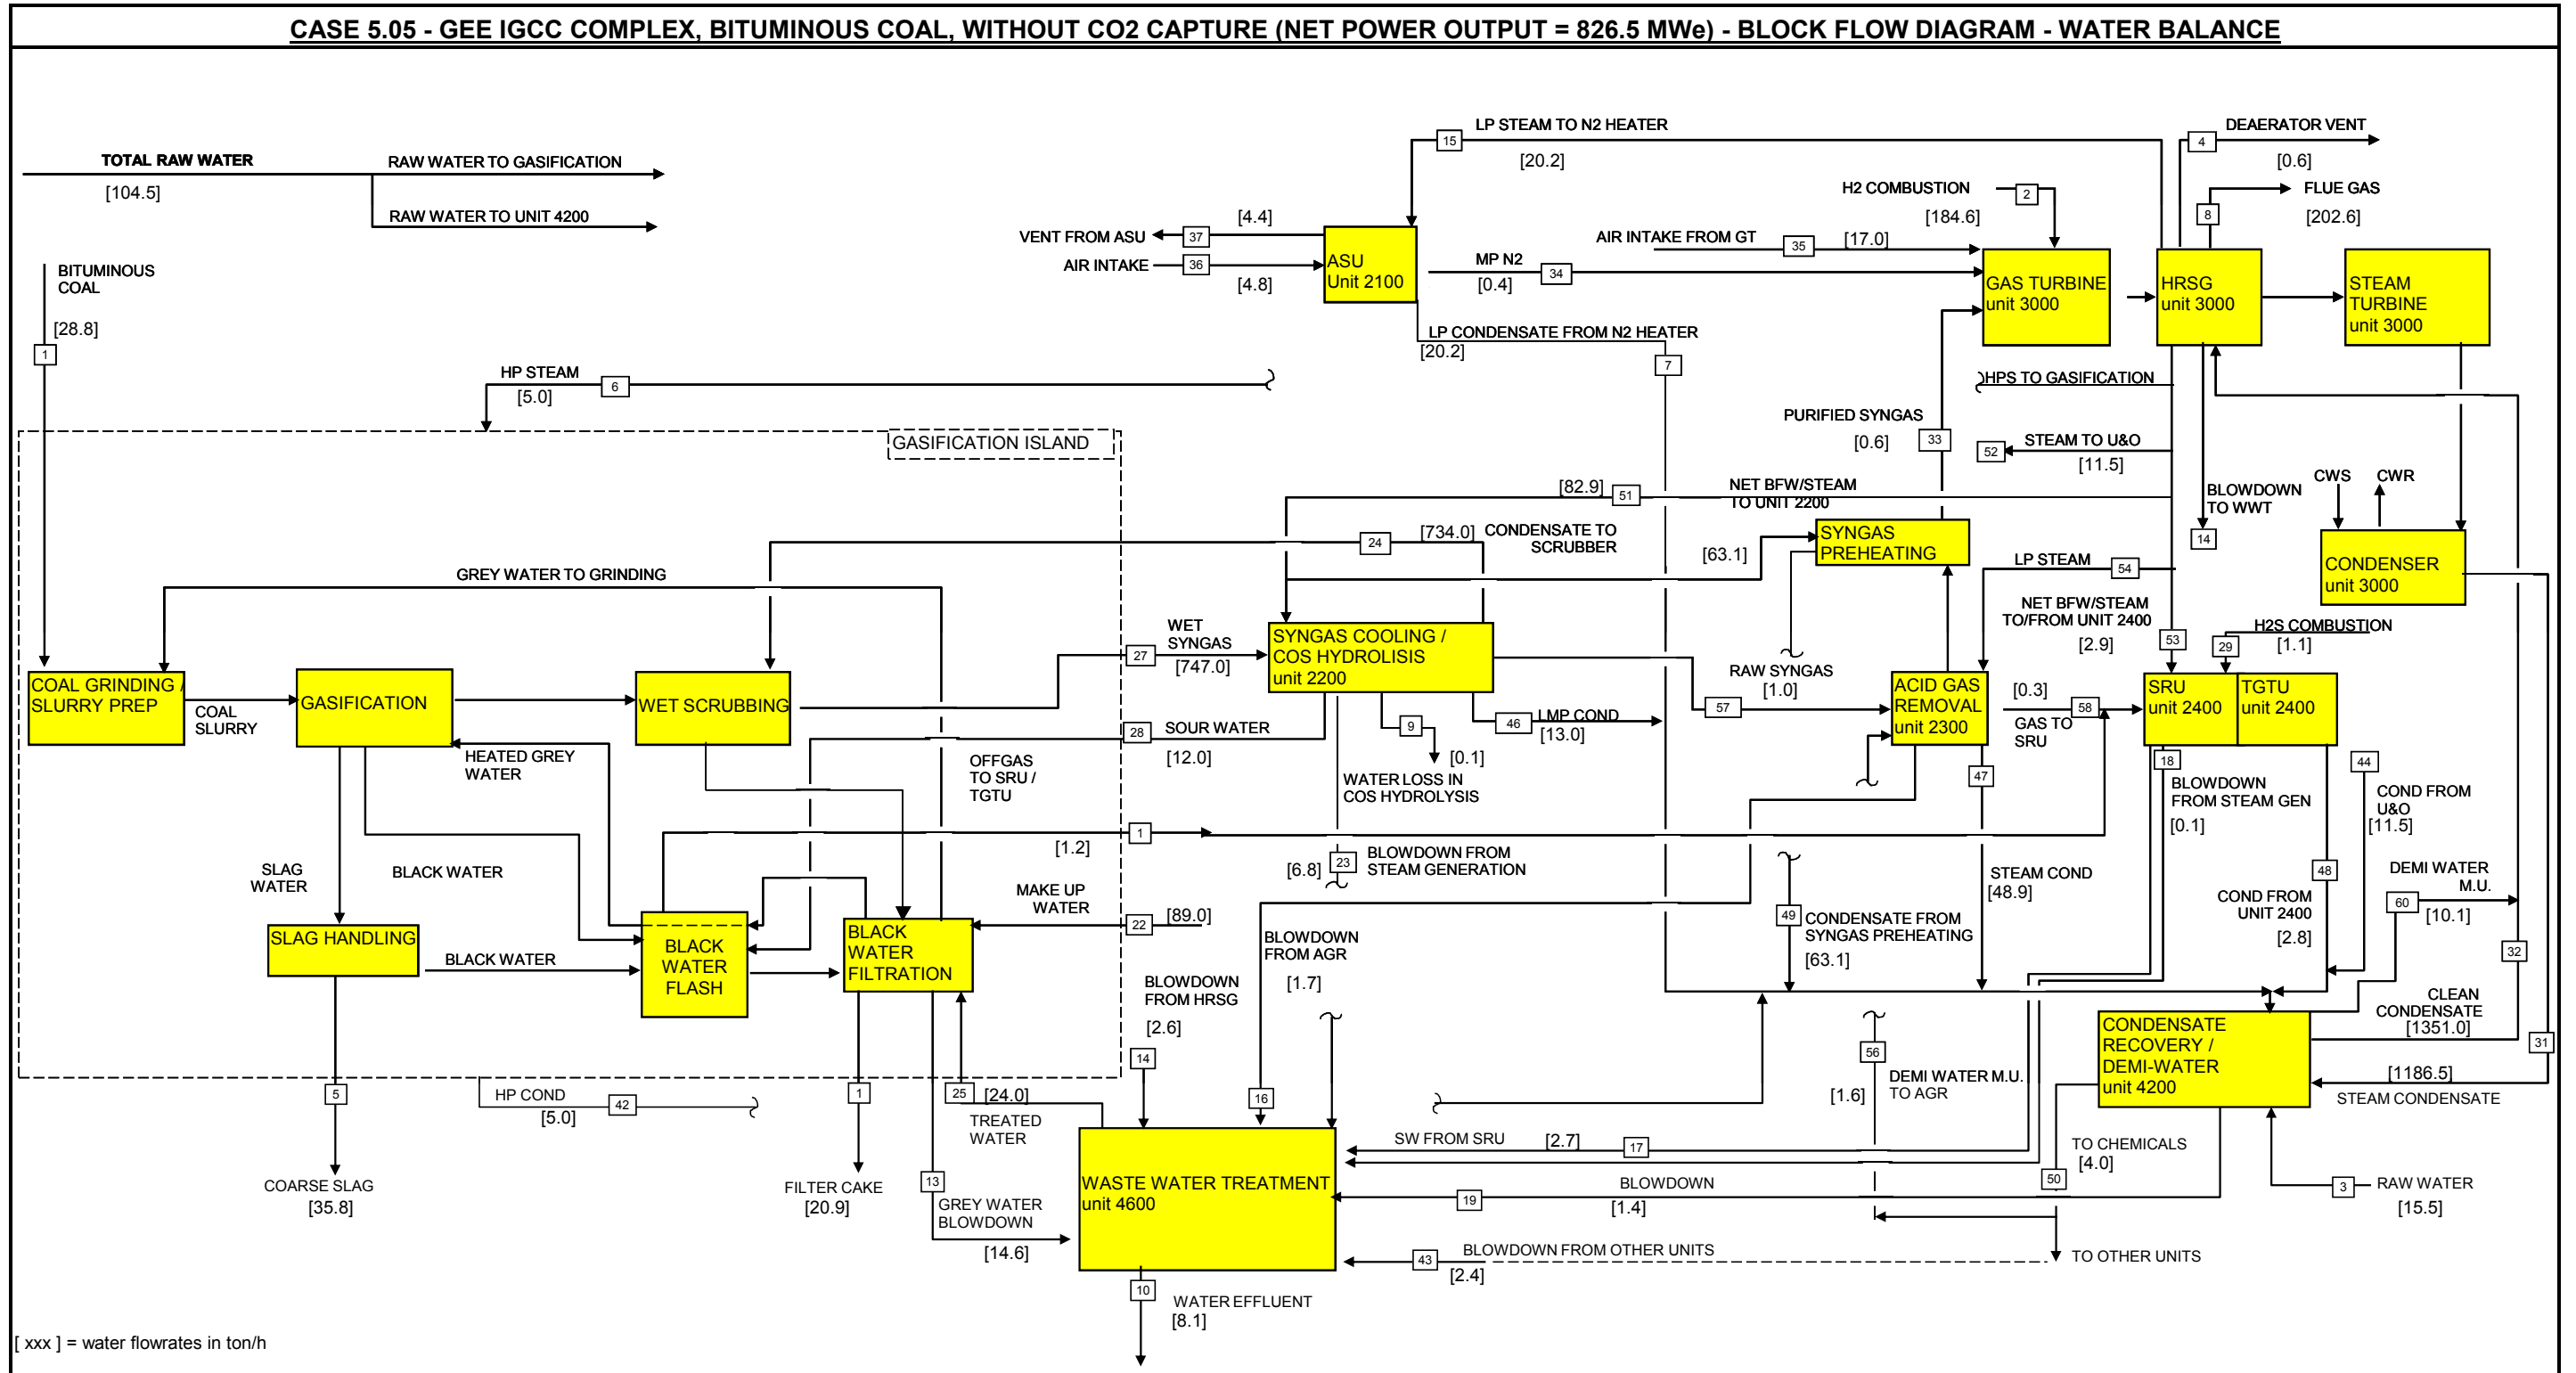 CASE 5.05 - GEE IGCC COMPLEX, BITUMINOUS COAL, WITHOUT CO2 CAPTURE (NET POWER OUTPUT = 826.5 MWe) - BLOCK FLOW DIAGRAM - WATER BALANCE
TOTAL RAW WATER
[104.5]
RAW WATER TO GASIFICATION
RAW WATER TO UNIT 4200
BITUMINOUS
COAL
[28.8]
1
15
LP STEAM TO N2 HEATER
[20.2]
4
DEAERATOR VENT
[0.6]
H2 COMBUSTION
2
[184.6]
8
FLUE GAS
[202.6]
VENT FROM ASU
37
[4.4]
AIR INTAKE
36
[4.8]
ASU
Unit 2100
AIR INTAKE FROM GT
35
[17.0]
MP N2
34
[0.4]
GAS TURBINE
unit 3000
HRSG
unit 3000
STEAM
TURBINE
unit 3000
LP CONDENSATE FROM N2 HEATER
[20.2]
7
HP STEAM
6
[5.0]
HPS TO GASIFICATION
PURIFIED SYNGAS
[0.6]
33
STEAM TO U&O
52
[11.5]
GASIFICATION ISLAND
[82.9]
51
NET BFW/STEAM
TO UNIT 2200
BLOWDOWN
TO WWT
14
CWS
CWR
24
[734.0]
CONDENSATE TO
SCRUBBER
[63.1]
SYNGAS
PREHEATING
CONDENSER
unit 3000
GREY WATER TO GRINDING
LP STEAM
54
NET BFW/STEAM
TO/FROM UNIT 2400
[2.9]
53
H2S COMBUSTION
29
[1.1]
WET
SYNGAS
27
[747.0]
SYNGAS COOLING /
COS HYDROLISIS
unit 2200
RAW SYNGAS
[1.0]
COAL GRINDING /
SLURRY PREP
COAL
SLURRY
GASIFICATION
WET SCRUBBING
ACID GAS
REMOVAL
unit 2300
[0.3]
58
GAS TO
SRU
SRU
unit 2400
TGTU
unit 2400
57
46
LMP COND
[13.0]
9
[0.1]
WATER LOSS IN
COS HYDROLYSIS
28
SOUR WATER
[12.0]
HEATED GREY
WATER
OFFGAS
TO SRU /
TGTU
47
18
BLOWDOWN
FROM STEAM GEN
[0.1]
44
COND FROM
U&O
[11.5]
1
[1.2]
SLAG
WATER
BLACK WATER
[6.8]
23
BLOWDOWN FROM
STEAM GENERATION
STEAM COND
[48.9]
48
DEMI WATER
M.U.
60
[10.1]
COND FROM
UNIT 2400
[2.8]
MAKE UP
WATER
22
[89.0]
49
CONDENSATE FROM
SYNGAS PREHEATING
[63.1]
SLAG HANDLING
BLACK WATER
BLACK
WATER
FLASH
BLACK
WATER
FILTRATION
BLOWDOWN
FROM AGR
[1.7]
BLOWDOWN
FROM HRSG
[2.6]
14
32
CLEAN
CONDENSATE
[1351.0]
31
CONDENSATE
RECOVERY /
DEMI-WATER
unit 4200
[1186.5]
STEAM CONDENSATE
56
[1.6]
DEMI WATER M.U.
TO AGR
5
HP COND
42
[5.0]
1
25
[24.0]
TREATED
WATER
16
SW FROM SRU
[2.7]
17
TO CHEMICALS
[4.0]
50
3
RAW WATER
[15.5]
COARSE SLAG
[35.8]
FILTER CAKE
[20.9]
13
GREY WATER
BLOWDOWN
[14.6]
WASTE WATER TREATMENT
unit 4600
19
BLOWDOWN
[1.4]
43
BLOWDOWN FROM OTHER UNITS
[2.4]
TO OTHER UNITS
10
WATER EFFLUENT
[8.1]
[ xxx ] = water flowrates in ton/h